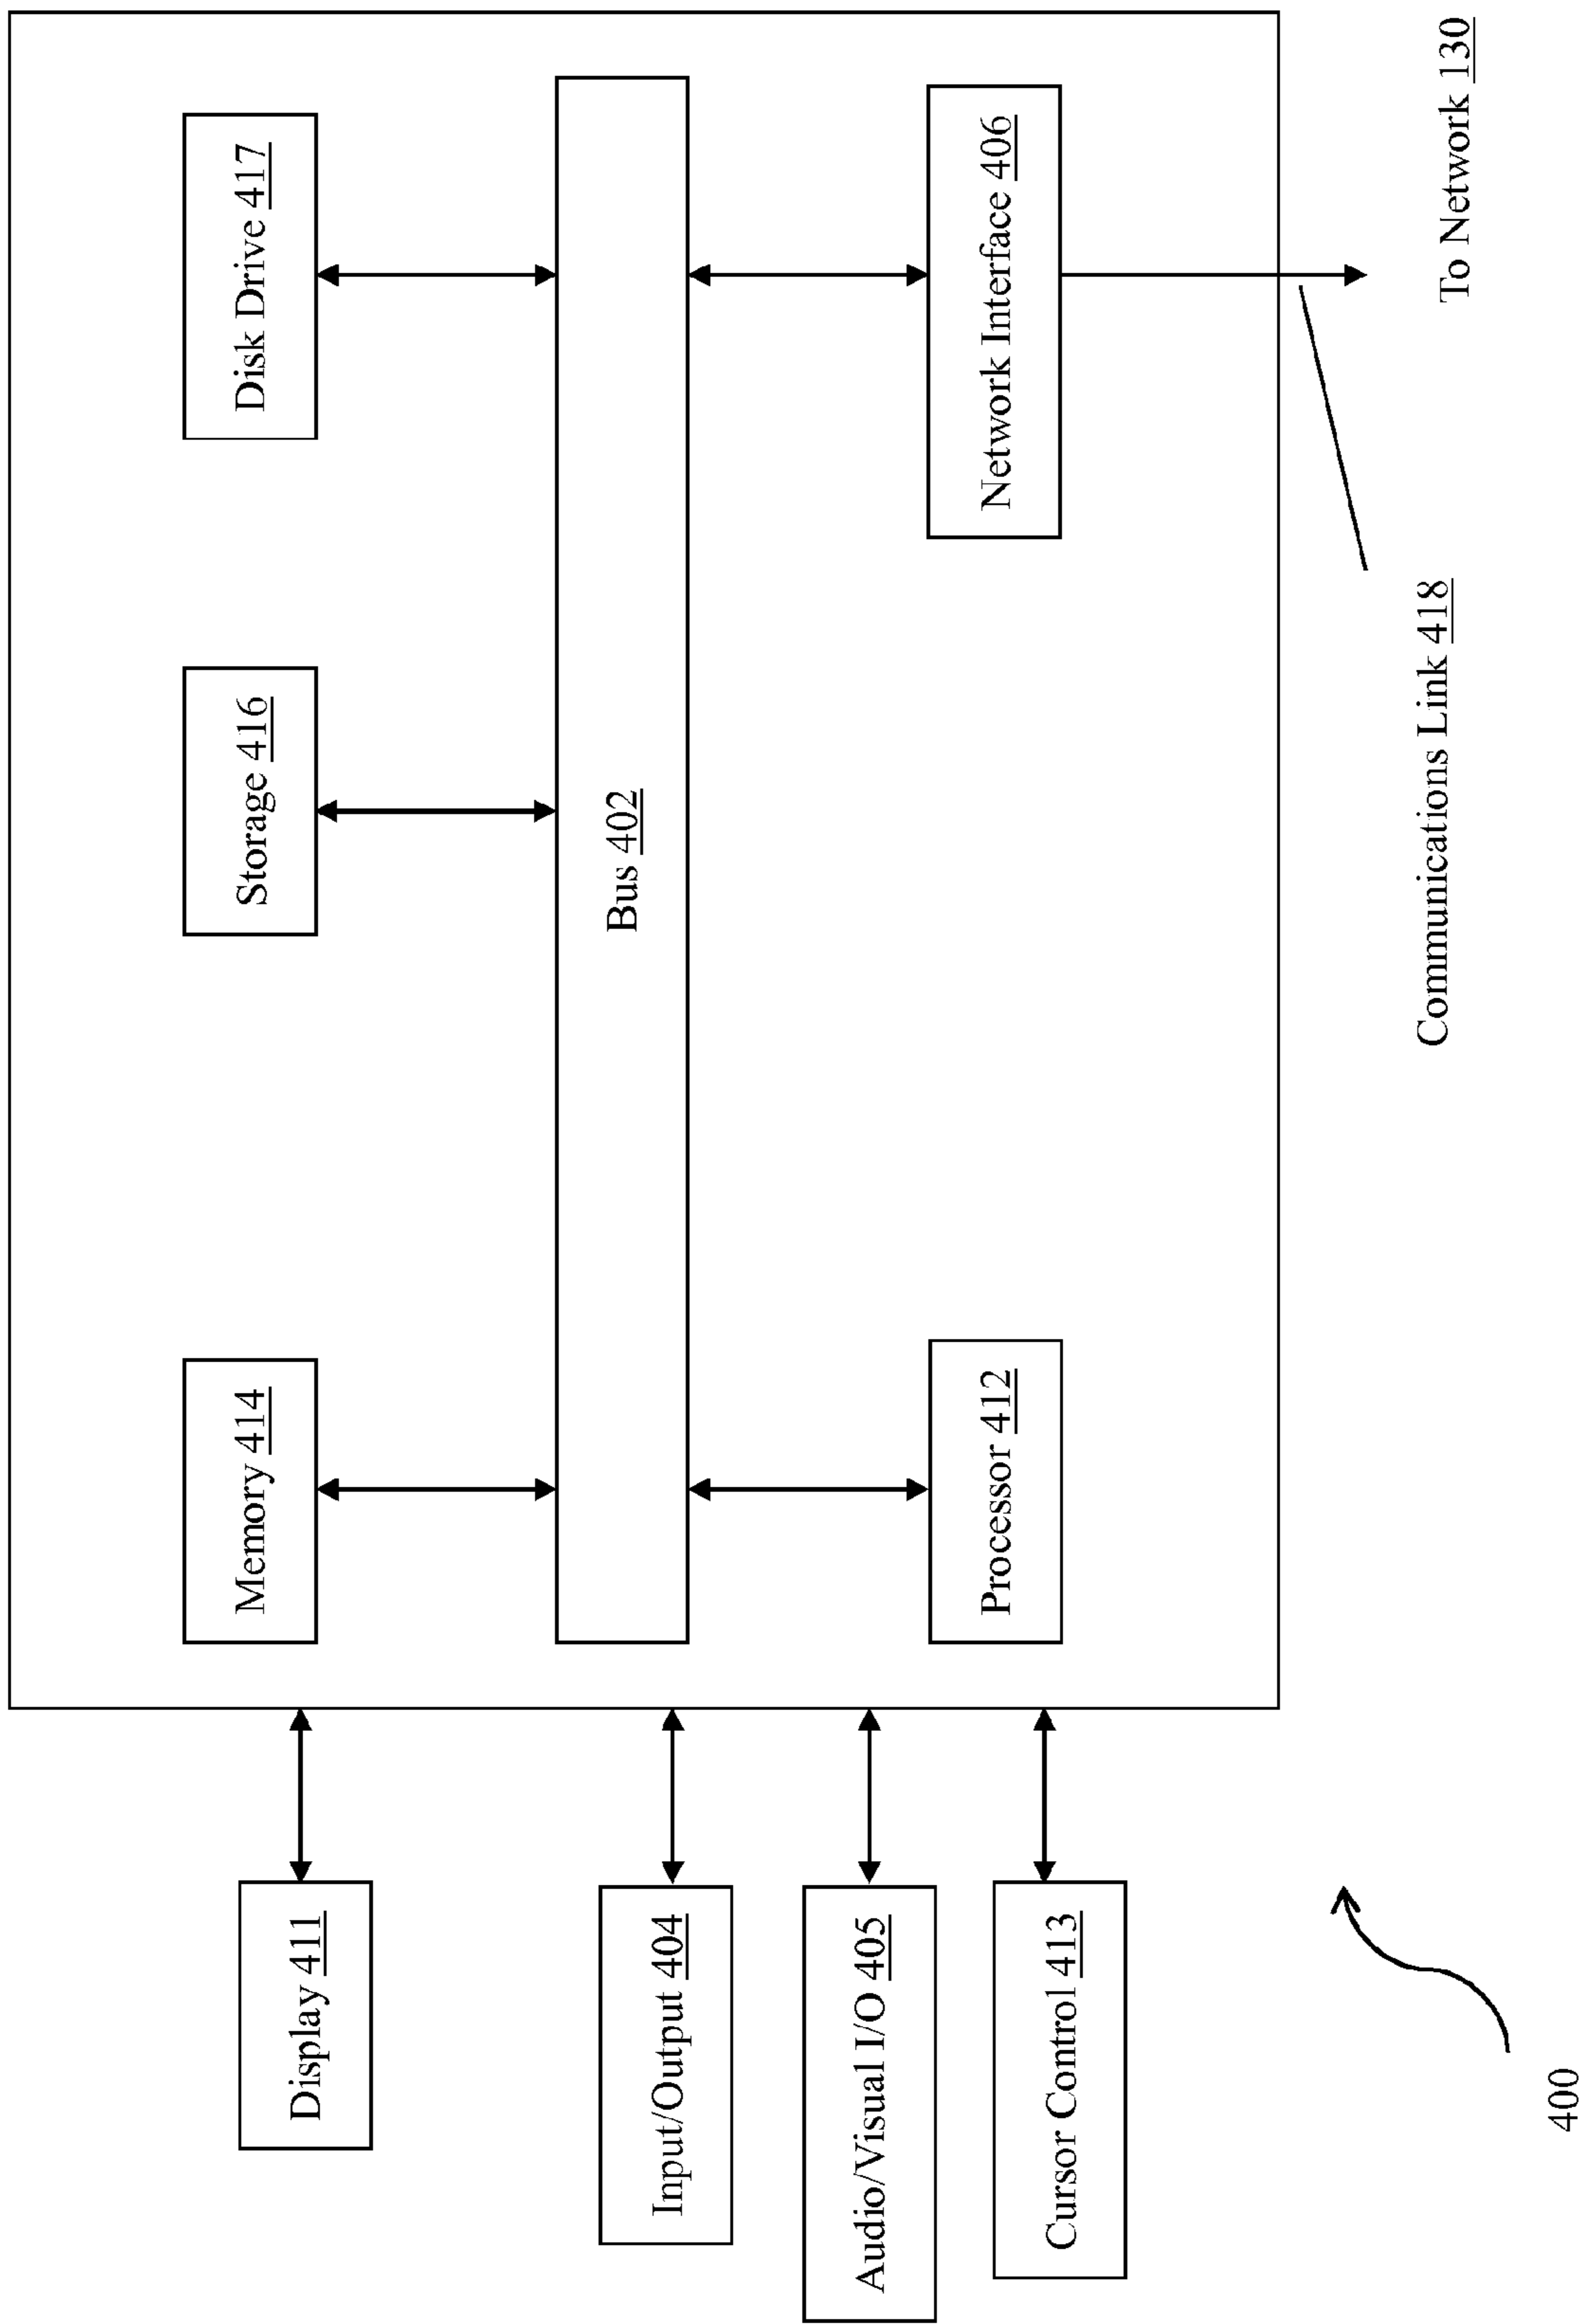 Display 411
Input/Output 404
Audio/Visual I/O 405
Cursor Control 413
Memory 414
Storage 416
Disk Drive 417
Bus 402
Processor 412
Network Interface 406
Communications Link 418
To Network 130
400